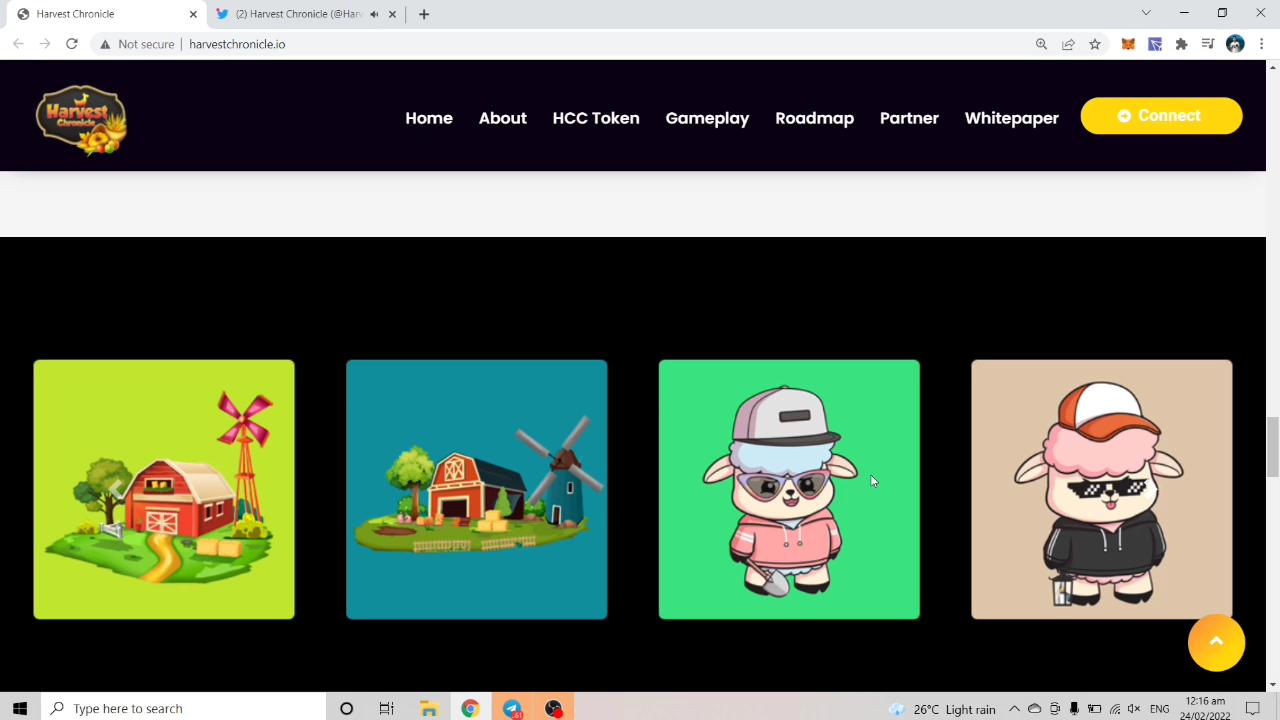 Harvest Chronicle
(2) Harvest Chronicle (@Har
Not secure
harvestchronicle.io
Harvest
Chronicle
Home
About
HCC Token
Gameplay
Roadmap
Partner
Whitepaper
Connect
Type here to search
61
26°C Light rain
ENG
12:16 am
24/02/2022